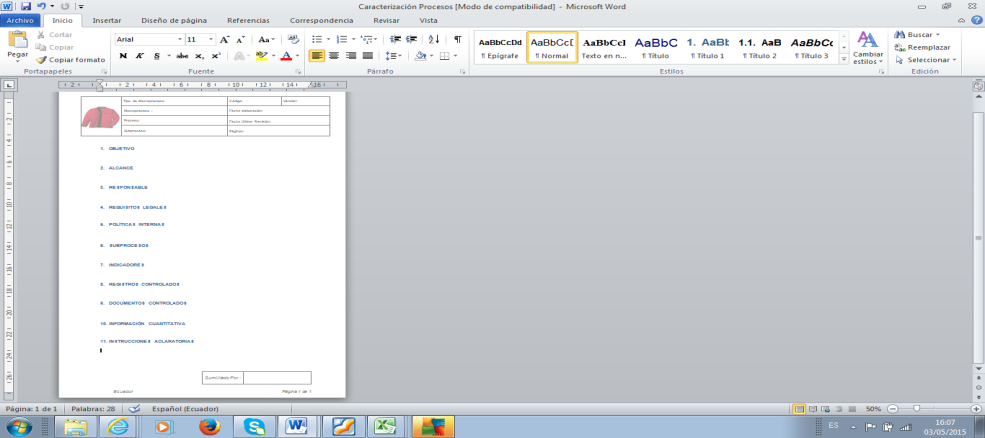 Caracterización Procesos [Modo de compatibilidad] - Microsoft Word
Archivo Inicio Insertar Diseño de página Referencias Correspondencia Revisar Vista
Pegar
Cortar
Copiar
Copiar formato
Portapapeles
Arial 11
N K S abc x₂ x²
Fuente
Párrafo
AaBbCcDd AaBbCcI AaBbCcI AaBbC 1. AaBb 1.1. AaB AaBbCc
¶ Epígrafe ¶ Normal Texto en n... ¶ Título ¶ Título 1 ¶ Título 2 ¶ Título 3
Cambiar estilos
Estilos
Buscar
Reemplazar
Seleccionar
Edición
Tipo de Macroproceso: Código: Versión:
Macroproceso : Fecha elaboración:
Proceso: Fecha Última Revisión:
Subproceso: Páginas:
1. OBJETIVO
2. ALCANCE
3. RESPONSABLE
4. REQUISITOS LEGALES
5. POLÍTICAS INTERNAS
6. SUBPROCESOS
7. INDICADORES
8. REGISTROS CONTROLADOS
9. DOCUMENTOS CONTROLADOS
10. INFORMACIÓN CUANTITATIVA
11. INSTRUCCIONES ACLARATORIAS
Suministrado Por :
Ecuador Página 1 de 1
Página: 1 de 1 Palabras: 28 Español (Ecuador) 50%
ES 16:07
03/05/2015